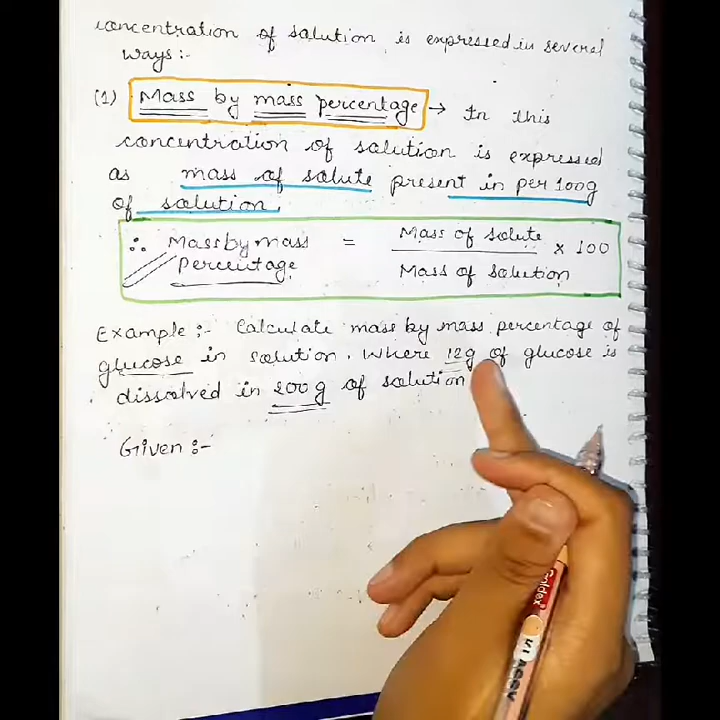 concentration of solution is expressed in several
ways :-
(1) Mass by mass percentage → In this
concentration of solution is expressed
as mass of solute present in per 100g
of solution.
∴ Mass by mass = Mass of solute × 100
Percentage Mass of solution
Example :- Calculate mass by mass percentage of
glucose in solution. Where 12g of glucose is
dissolved in 200g of solution
Given :-
Goldex
KLASSY